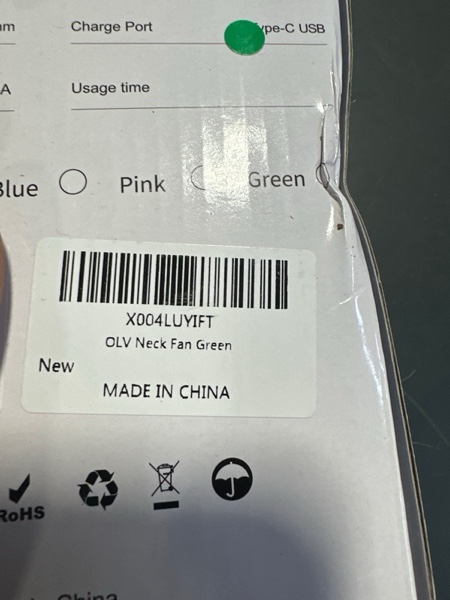 Charge Port
ype-C USB
A
Usage time
Blue
Pink
Green
X004LUYIFT
OLV Neck Fan Green
New
MADE IN CHINA
RoHS
China